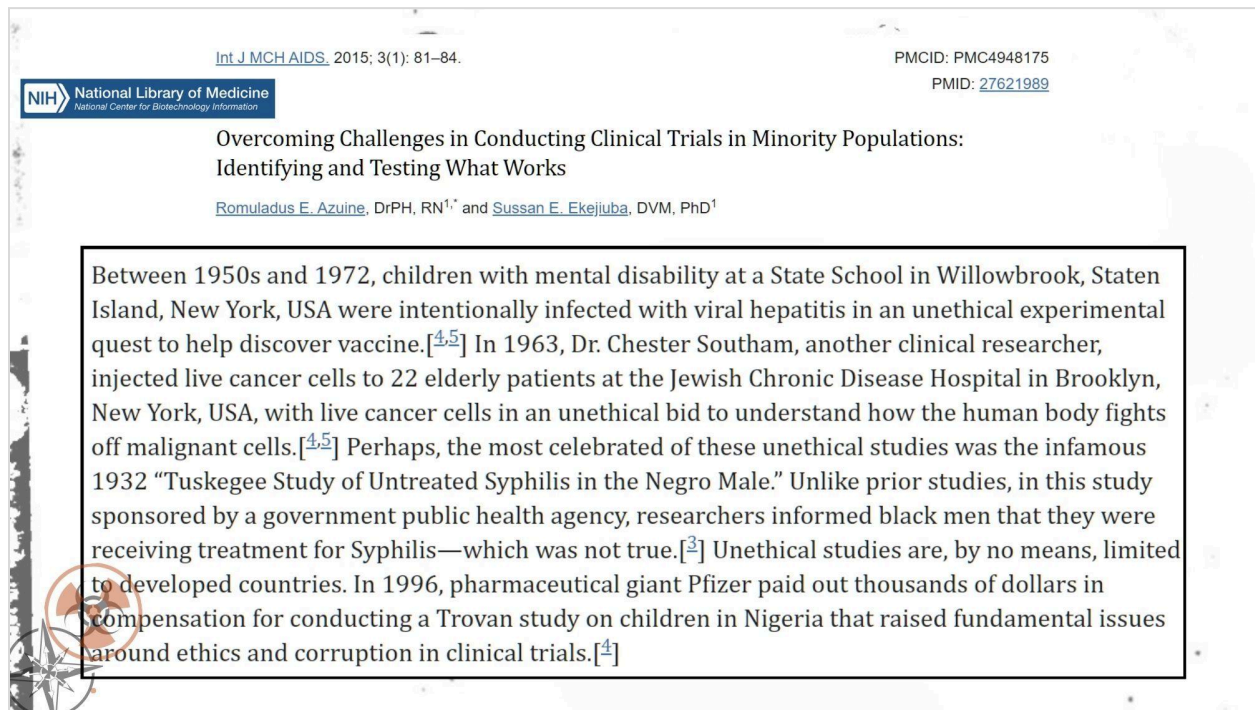 Int J MCH AIDS. 2015; 3(1): 81–84.
PMCID: PMC4948175
PMID: 27621989
NIH National Library of Medicine
National Center for Biotechnology Information
Overcoming Challenges in Conducting Clinical Trials in Minority Populations:
Identifying and Testing What Works
Romuladus E. Azuine, DrPH, RN1,* and Sussan E. Ekejiuba, DVM, PhD1
Between 1950s and 1972, children with mental disability at a State School in Willowbrook, Staten
Island, New York, USA were intentionally infected with viral hepatitis in an unethical experimental
quest to help discover vaccine.[4,5] In 1963, Dr. Chester Southam, another clinical researcher,
injected live cancer cells to 22 elderly patients at the Jewish Chronic Disease Hospital in Brooklyn,
New York, USA, with live cancer cells in an unethical bid to understand how the human body fights
off malignant cells.[4,5] Perhaps, the most celebrated of these unethical studies was the infamous
1932 “Tuskegee Study of Untreated Syphilis in the Negro Male.” Unlike prior studies, in this study
sponsored by a government public health agency, researchers informed black men that they were
receiving treatment for Syphilis—which was not true.[3] Unethical studies are, by no means, limited
to developed countries. In 1996, pharmaceutical giant Pfizer paid out thousands of dollars in
compensation for conducting a Trovan study on children in Nigeria that raised fundamental issues
around ethics and corruption in clinical trials.[4]